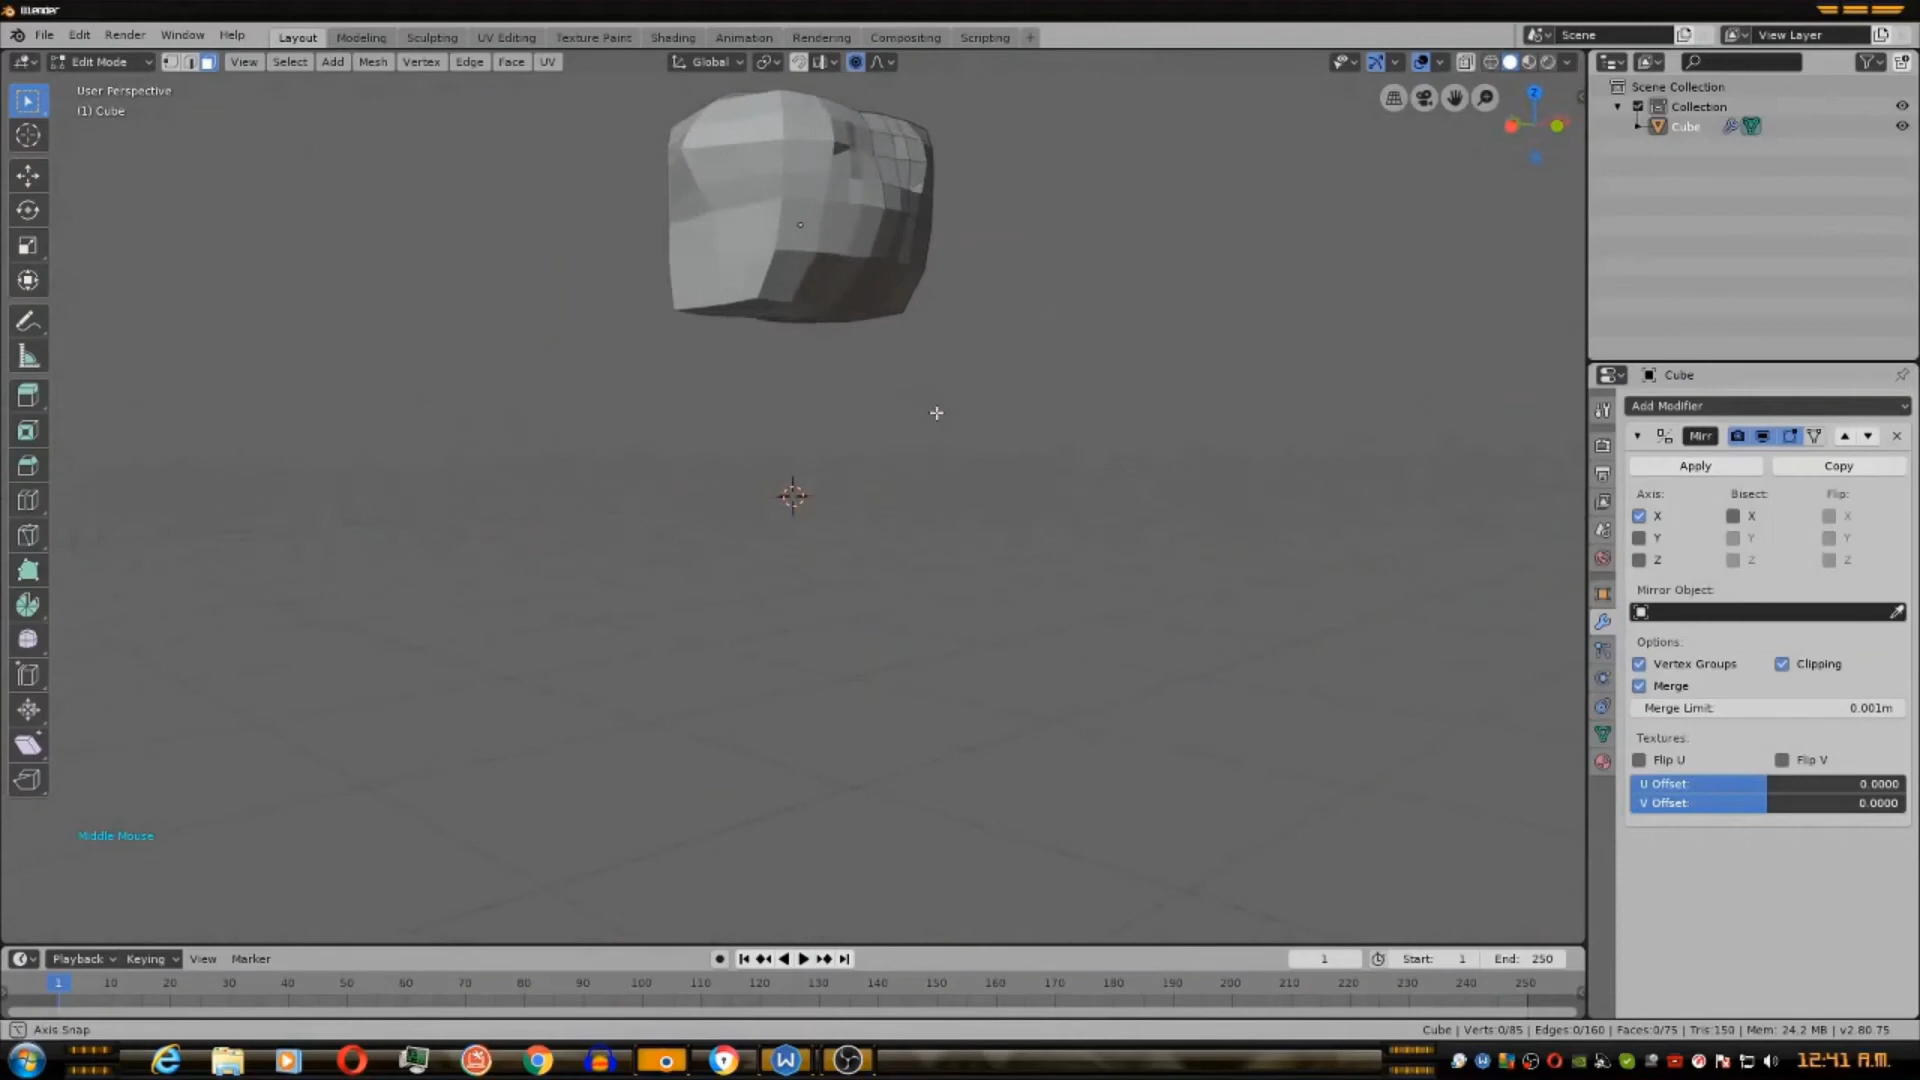 Blender
File Edit Render Window Help Layout Modeling Sculpting UV Editing Texture Paint Shading Animation Rendering Compositing Scripting + Scene View Layer
Edit Mode View Select Add Mesh Vertex Edge Face UV Global
User Perspective
(1) Cube
Z
Scene Collection
Collection
Cube
Cube
Add Modifier
Mirr
Apply Copy
Axis: Bisect: Flip:
X X X
Y Y Y
Z Z Z
Mirror Object:
Options:
Vertex Groups Clipping
Merge
Merge Limit: 0.001m
Textures:
Flip U Flip V
U Offset: 0.0000
V Offset: 0.0000
Middle Mouse
Playback Keying View Marker 1 Start: 1 End: 250
1 10 20 30 40 50 60 70 80 90 100 110 120 130 140 150 160 170 180 190 200 210 220 230 240 250
Axis Snap Cube | Verts:0/85 | Edges:0/160 | Faces:0/75 | Tris:150 | Mem: 24.2 MB | v2.80.75
12:41 A.M.